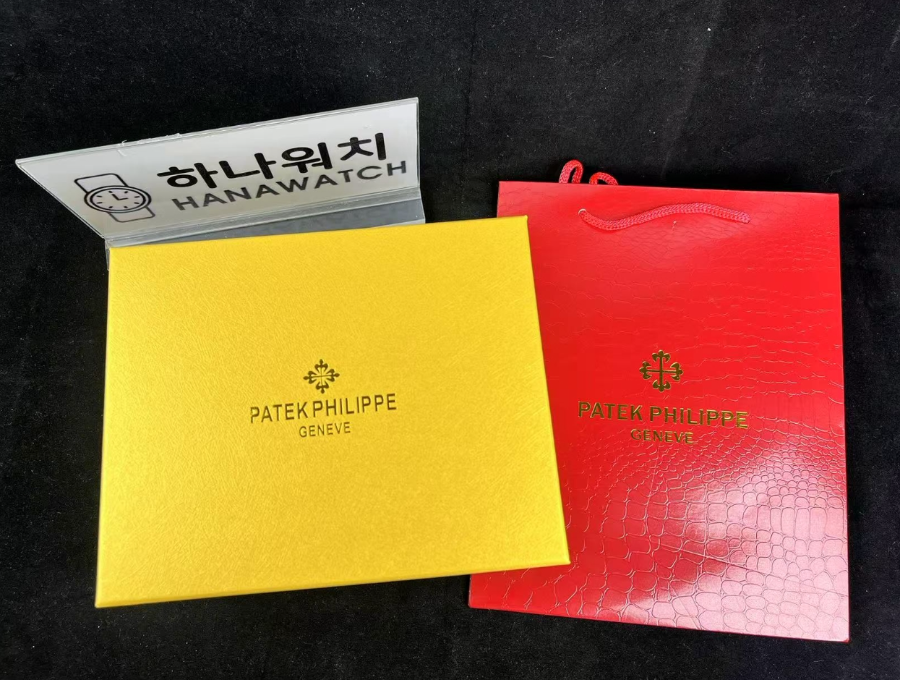 하나워치
HANAWATCH
PATEK PHILIPPE
GENEVE
PATEK PHILIPPE
GENEVE